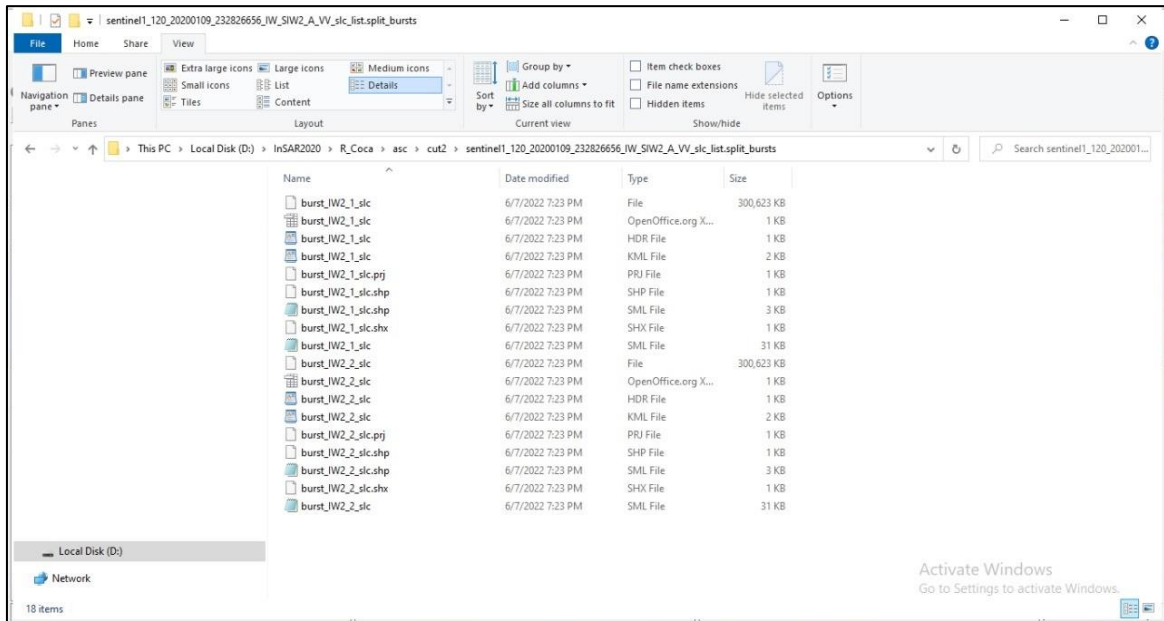 sentinel1_120_20200109_232826656_IW_SIW2_A_VV_slc_list.split_bursts
File Home Share View
Navigation pane
Preview pane
Details pane
Panes
Extra large icons Large icons Medium icons
Small icons List Details
Tiles Content
Layout
Sort by
Group by
Add columns
Size all columns to fit
Current view
Item check boxes
File name extensions
Hidden items
Hide selected items
Show/hide
Options
This PC > Local Disk (D:) > InSAR2020 > R_Coca > asc > cut2 > sentinel1_120_20200109_232826656_IW_SIW2_A_VV_slc_list.split_bursts
Search sentinel1_120_202001...
Name Date modified Type Size
burst_IW2_1_slc 6/7/2022 7:23 PM File 300,623 KB
burst_IW2_1_slc 6/7/2022 7:23 PM OpenOffice.org X... 1 KB
burst_IW2_1_slc 6/7/2022 7:23 PM HDR File 1 KB
burst_IW2_1_slc 6/7/2022 7:23 PM KML File 2 KB
burst_IW2_1_slc.prj 6/7/2022 7:23 PM PRJ File 1 KB
burst_IW2_1_slc.shp 6/7/2022 7:23 PM SHP File 1 KB
burst_IW2_1_slc.shp 6/7/2022 7:23 PM SML File 3 KB
burst_IW2_1_slc.shx 6/7/2022 7:23 PM SHX File 1 KB
burst_IW2_1_slc 6/7/2022 7:23 PM SML File 31 KB
burst_IW2_2_slc 6/7/2022 7:23 PM File 300,623 KB
burst_IW2_2_slc 6/7/2022 7:23 PM OpenOffice.org X... 1 KB
burst_IW2_2_slc 6/7/2022 7:23 PM HDR File 1 KB
burst_IW2_2_slc 6/7/2022 7:23 PM KML File 2 KB
burst_IW2_2_slc.prj 6/7/2022 7:23 PM PRJ File 1 KB
burst_IW2_2_slc.shp 6/7/2022 7:23 PM SHP File 1 KB
burst_IW2_2_slc.shp 6/7/2022 7:23 PM SML File 3 KB
burst_IW2_2_slc.shx 6/7/2022 7:23 PM SHX File 1 KB
burst_IW2_2_slc 6/7/2022 7:23 PM SML File 31 KB
Local Disk (D:)
Network
Activate Windows
Go to Settings to activate Windows.
18 items